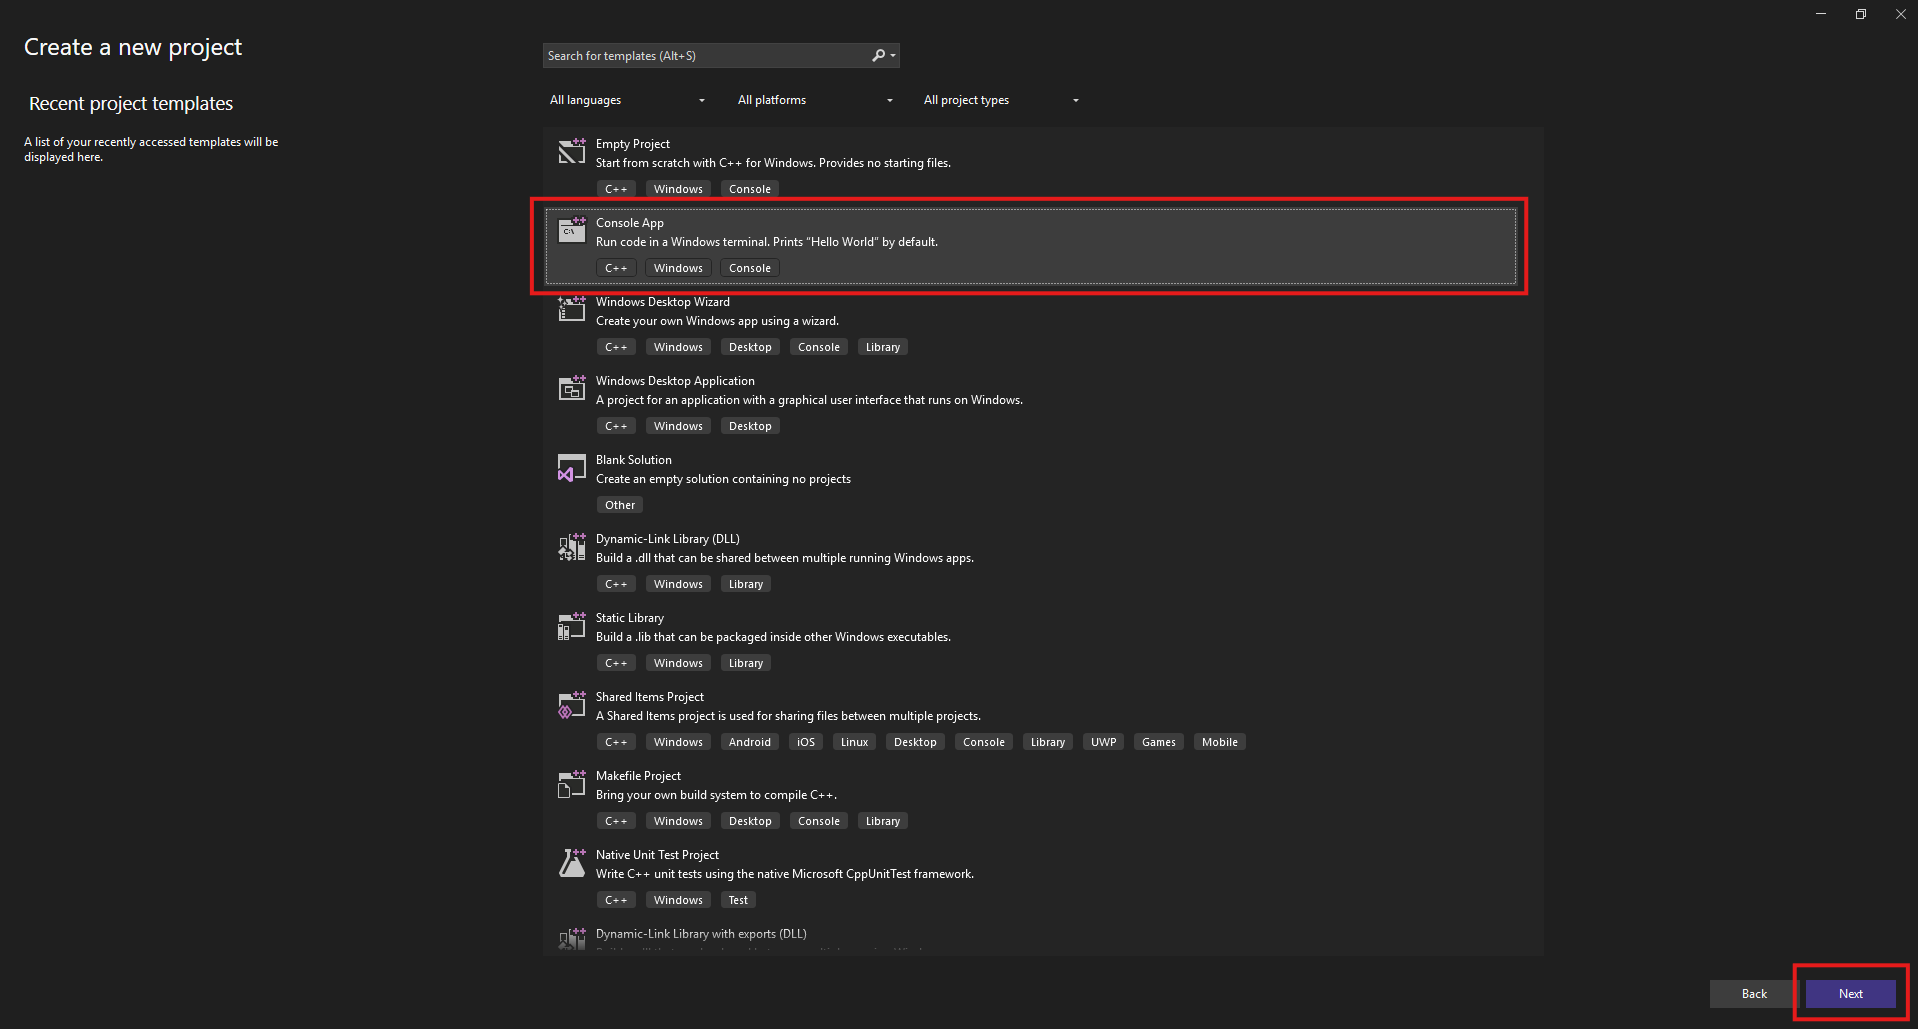 Create a new project
Recent project templates
A list of your recently accessed templates will be
displayed here.
Search for templates (Alt+S)
All languages
All platforms
All project types
Empty Project
Start from scratch with C++ for Windows. Provides no starting files.
C++ Windows Console
Console App
Run code in a Windows terminal. Prints "Hello World" by default.
C++ Windows Console
Windows Desktop Wizard
Create your own Windows app using a wizard.
C++ Windows Desktop Console Library
Windows Desktop Application
A project for an application with a graphical user interface that runs on Windows.
C++ Windows Desktop
Blank Solution
Create an empty solution containing no projects
Other
Dynamic-Link Library (DLL)
Build a .dll that can be shared between multiple running Windows apps.
C++ Windows Library
Static Library
Build a .lib that can be packaged inside other Windows executables.
C++ Windows Library
Shared Items Project
A Shared Items project is used for sharing files between multiple projects.
C++ Windows Android iOS Linux Desktop Console Library UWP Games Mobile
Makefile Project
Bring your own build system to compile C++.
C++ Windows Desktop Console Library
Native Unit Test Project
Write C++ unit tests using the native Microsoft CppUnitTest framework.
C++ Windows Test
Dynamic-Link Library with exports (DLL)
Back
Next